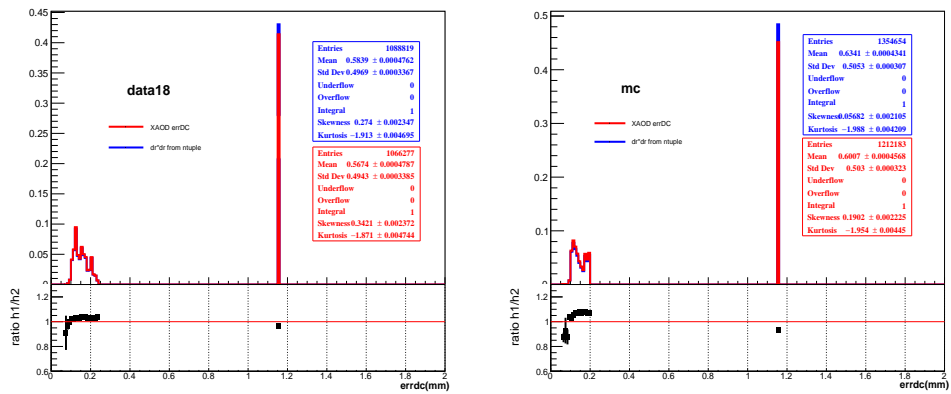 0.45
0.4
0.35
0.3
0.25
0.2
0.15
0.1
0.05
0
data18
XAOD errDC
dr*dr from ntuple
Entries 1088819
Mean 0.5839 ± 0.0004762
Std Dev 0.4969 ± 0.0003367
Underflow 0
Overflow 0
Integral 1
Skewness 0.274 ± 0.002347
Kurtosis −1.913 ± 0.004695
Entries 1066277
Mean 0.5674 ± 0.0004787
Std Dev 0.4943 ± 0.0003385
Underflow 0
Overflow 0
Integral 1
Skewness 0.3421 ± 0.002372
Kurtosis −1.871 ± 0.004744
ratio h1/h2
1.2
1
0.8
0.6
0 0.2 0.4 0.6 0.8 1 1.2 1.4 1.6 1.8 2
errdc(mm)
0.5
0.4
0.3
0.2
0.1
0
mc
XAOD errDC
dr*dr from ntuple
Entries 1354654
Mean 0.6341 ± 0.0004341
Std Dev 0.5053 ± 0.000307
Underflow 0
Overflow 0
Integral 1
Skewness 0.05682 ± 0.002105
Kurtosis −1.988 ± 0.004209
Entries 1212183
Mean 0.6007 ± 0.0004568
Std Dev 0.503 ± 0.000323
Underflow 0
Overflow 0
Integral 1
Skewness 0.1902 ± 0.002225
Kurtosis −1.954 ± 0.00445
ratio h1/h2
1.2
1
0.8
0.6
0 0.2 0.4 0.6 0.8 1 1.2 1.4 1.6 1.8 2
errdc(mm)